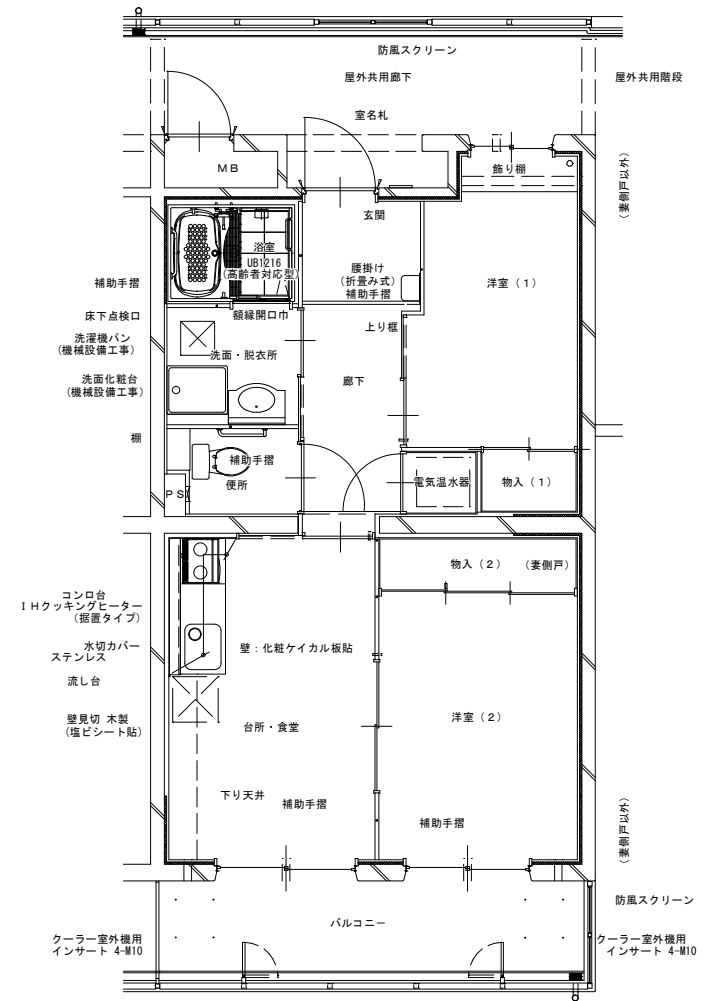 防風スクリーン
屋外共用廊下
屋外共用階段
室名札
ＭＢ
飾り棚
(妻側戸以外)
玄関
浴室
UB1216
(高齢者対応型)
腰掛け
(折畳み式)
補助手摺
洋室（１）
補助手摺
床下点検口
額縁開口巾
上り框
洗濯機パン
(機械設備工事)
洗面・脱衣所
洗面化粧台
(機械設備工事)
廊下
棚
補助手摺
便所
ＰＳ
電気温水器
物入（１）
物入（２）
（妻側戸）
コンロ台
ＩＨクッキングヒーター
(据置タイプ)
水切カバー
ステンレス
壁：化粧ケイカル板貼
流し台
壁見切 木製
(塩ビシート貼)
台所・食堂
洋室（２）
下り天井
補助手摺
補助手摺
(妻側戸以外)
防風スクリーン
バルコニー
クーラー室外機用
インサート 4-M10
クーラー室外機用
インサート 4-M10